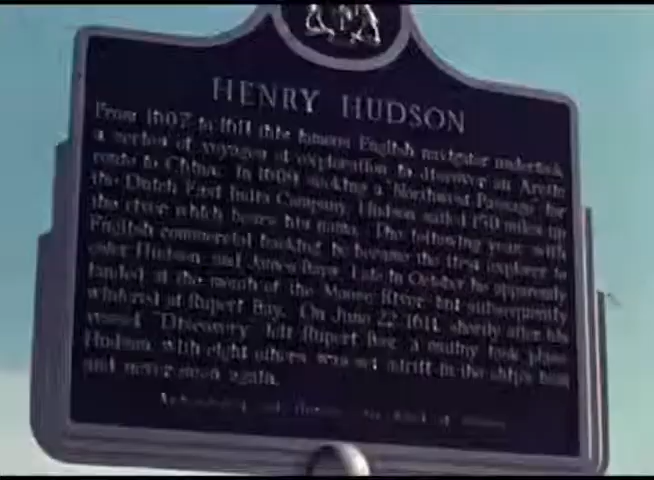 HENRY HUDSON
From 1607 to 1611 this famous English navigator undertook
a series of voyages of exploration to discover an Arctic
route to China. In 1609, seeking a "Northwest Passage" for
the Dutch East India Company, Hudson sailed 150 miles up
the river which bears his name. The following year, with
English commercial backing, he became the first explorer to
enter Hudson and James Bays. Late in October he apparently
landed at the mouth of the Moose River but subsequently
wintered at Rupert Bay. On June 22, 1611, shortly after his
vessel "Discovery" left Rupert Bay, a mutiny took place
Hudson with eight others was set adrift in the ship's boat
and never seen again.